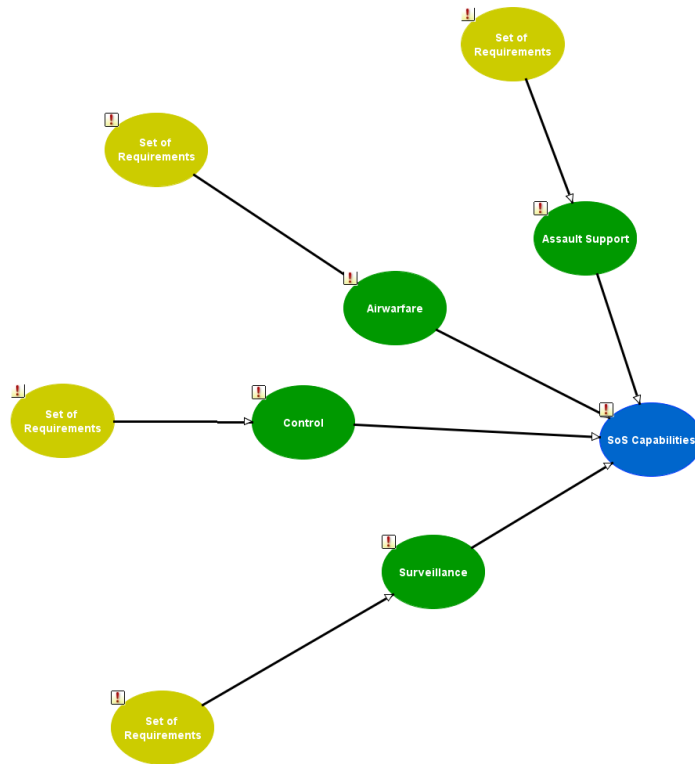 Set of
Requirements
Set of
Requirements
Assault Support
Airwarfare
Set of
Requirements
Control
SoS Capabilities
Surveillance
Set of
Requirements